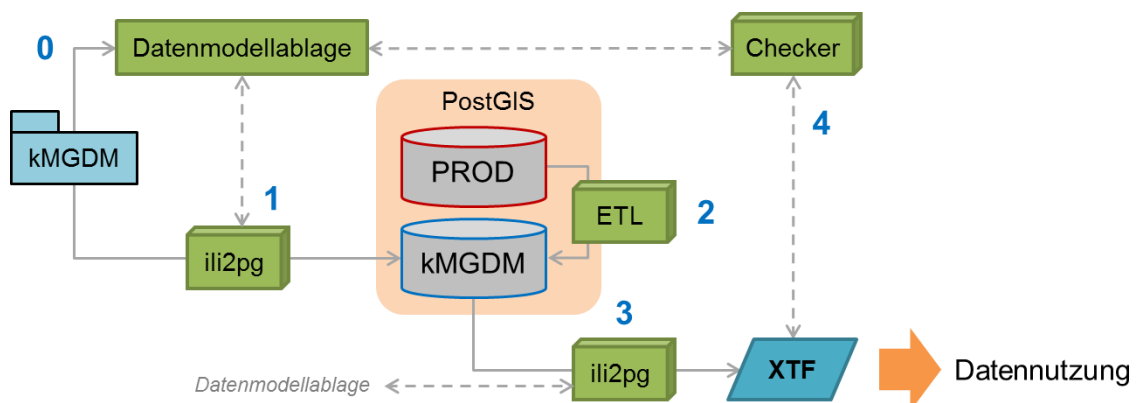 0
Datenmodellablage
Checker
PostGIS
4
kMGDM
PROD
1
ETL
2
ili2pg
kMGDM
3
Datenmodellablage
ili2pg
XTF
Datennutzung